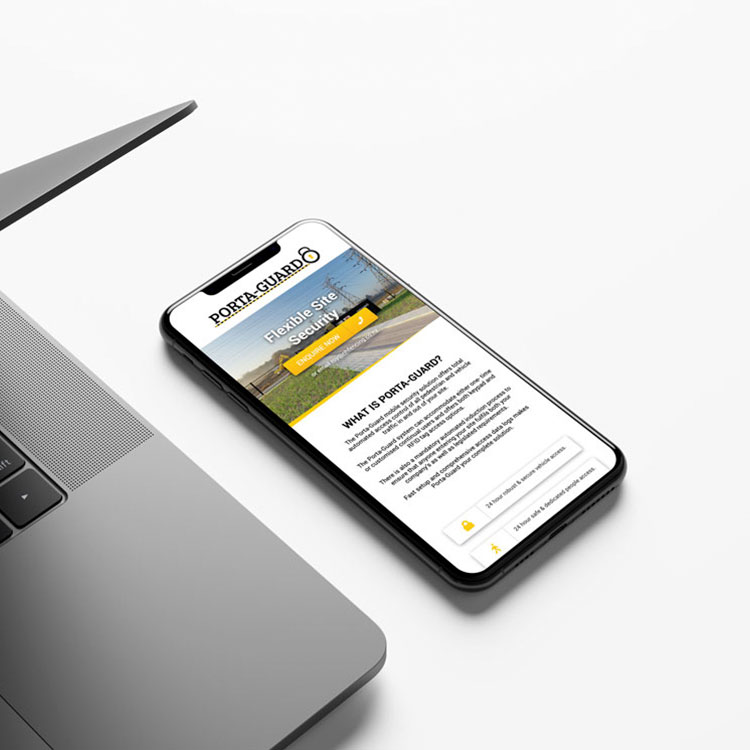 PORTA-GUARD
Flexible Site
Security
ENQUIRE NOW
or email
WHAT IS PORTA-GUARD?
The Porta-Guard mobile security solution offers total
automated access control of all pedestrian and vehicle
traffic in and out of your site.
The Porta-Guard system can accommodate either one- time
or customised continual users and offers both keypad and
RFID tag access options.
There is also a mandatory automated induction process to
ensure that anyone entering your site fulfils both your
company's as well as legislated requirements.
Fast setup and comprehensive access data logs makes
Porta-Guard your complete solution.
24 hour robust & secure vehicle access
24 hour safe & dedicated people access
shift